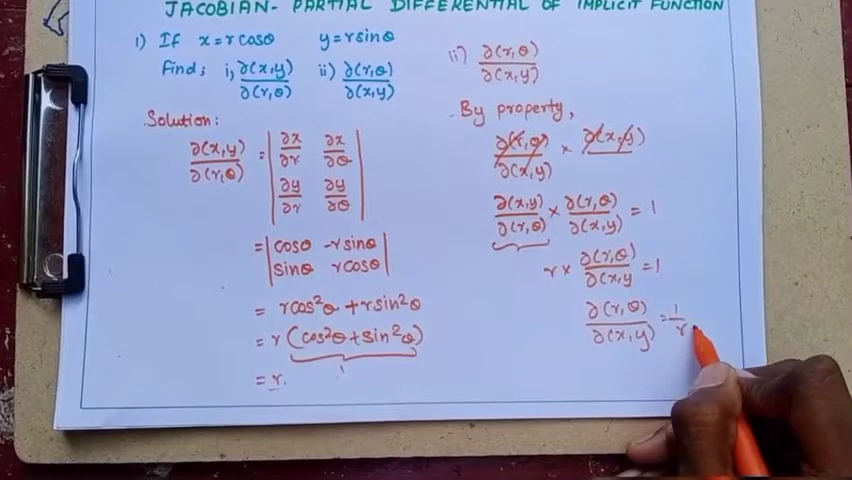 JACOBIAN - PARTIAL DIFFERENTIAL OF IMPLICIT FUNCTION
1) If x = r cosθ y = r sinθ
Find; i, ∂(x,y)/∂(r,θ) ii) ∂(r,θ)/∂(x,y)
Solution:
∂(x,y)/∂(r,θ) = | ∂x/∂r ∂x/∂θ |
| ∂y/∂r ∂y/∂θ |
= | cosθ -r sinθ |
| sinθ r cosθ |
= r cos²θ + r sin²θ
= r (cos²θ + sin²θ)
1
= r.
ii) ∂(r,θ)/∂(x,y)
By property,
∂(r,θ)/∂(x,y) × ∂(x,y)
∂(x,y)/∂(r,θ) × ∂(r,θ)/∂(x,y) = 1
r × ∂(r,θ)/∂(x,y = 1
∂(r,θ)/∂(x,y) = 1/r